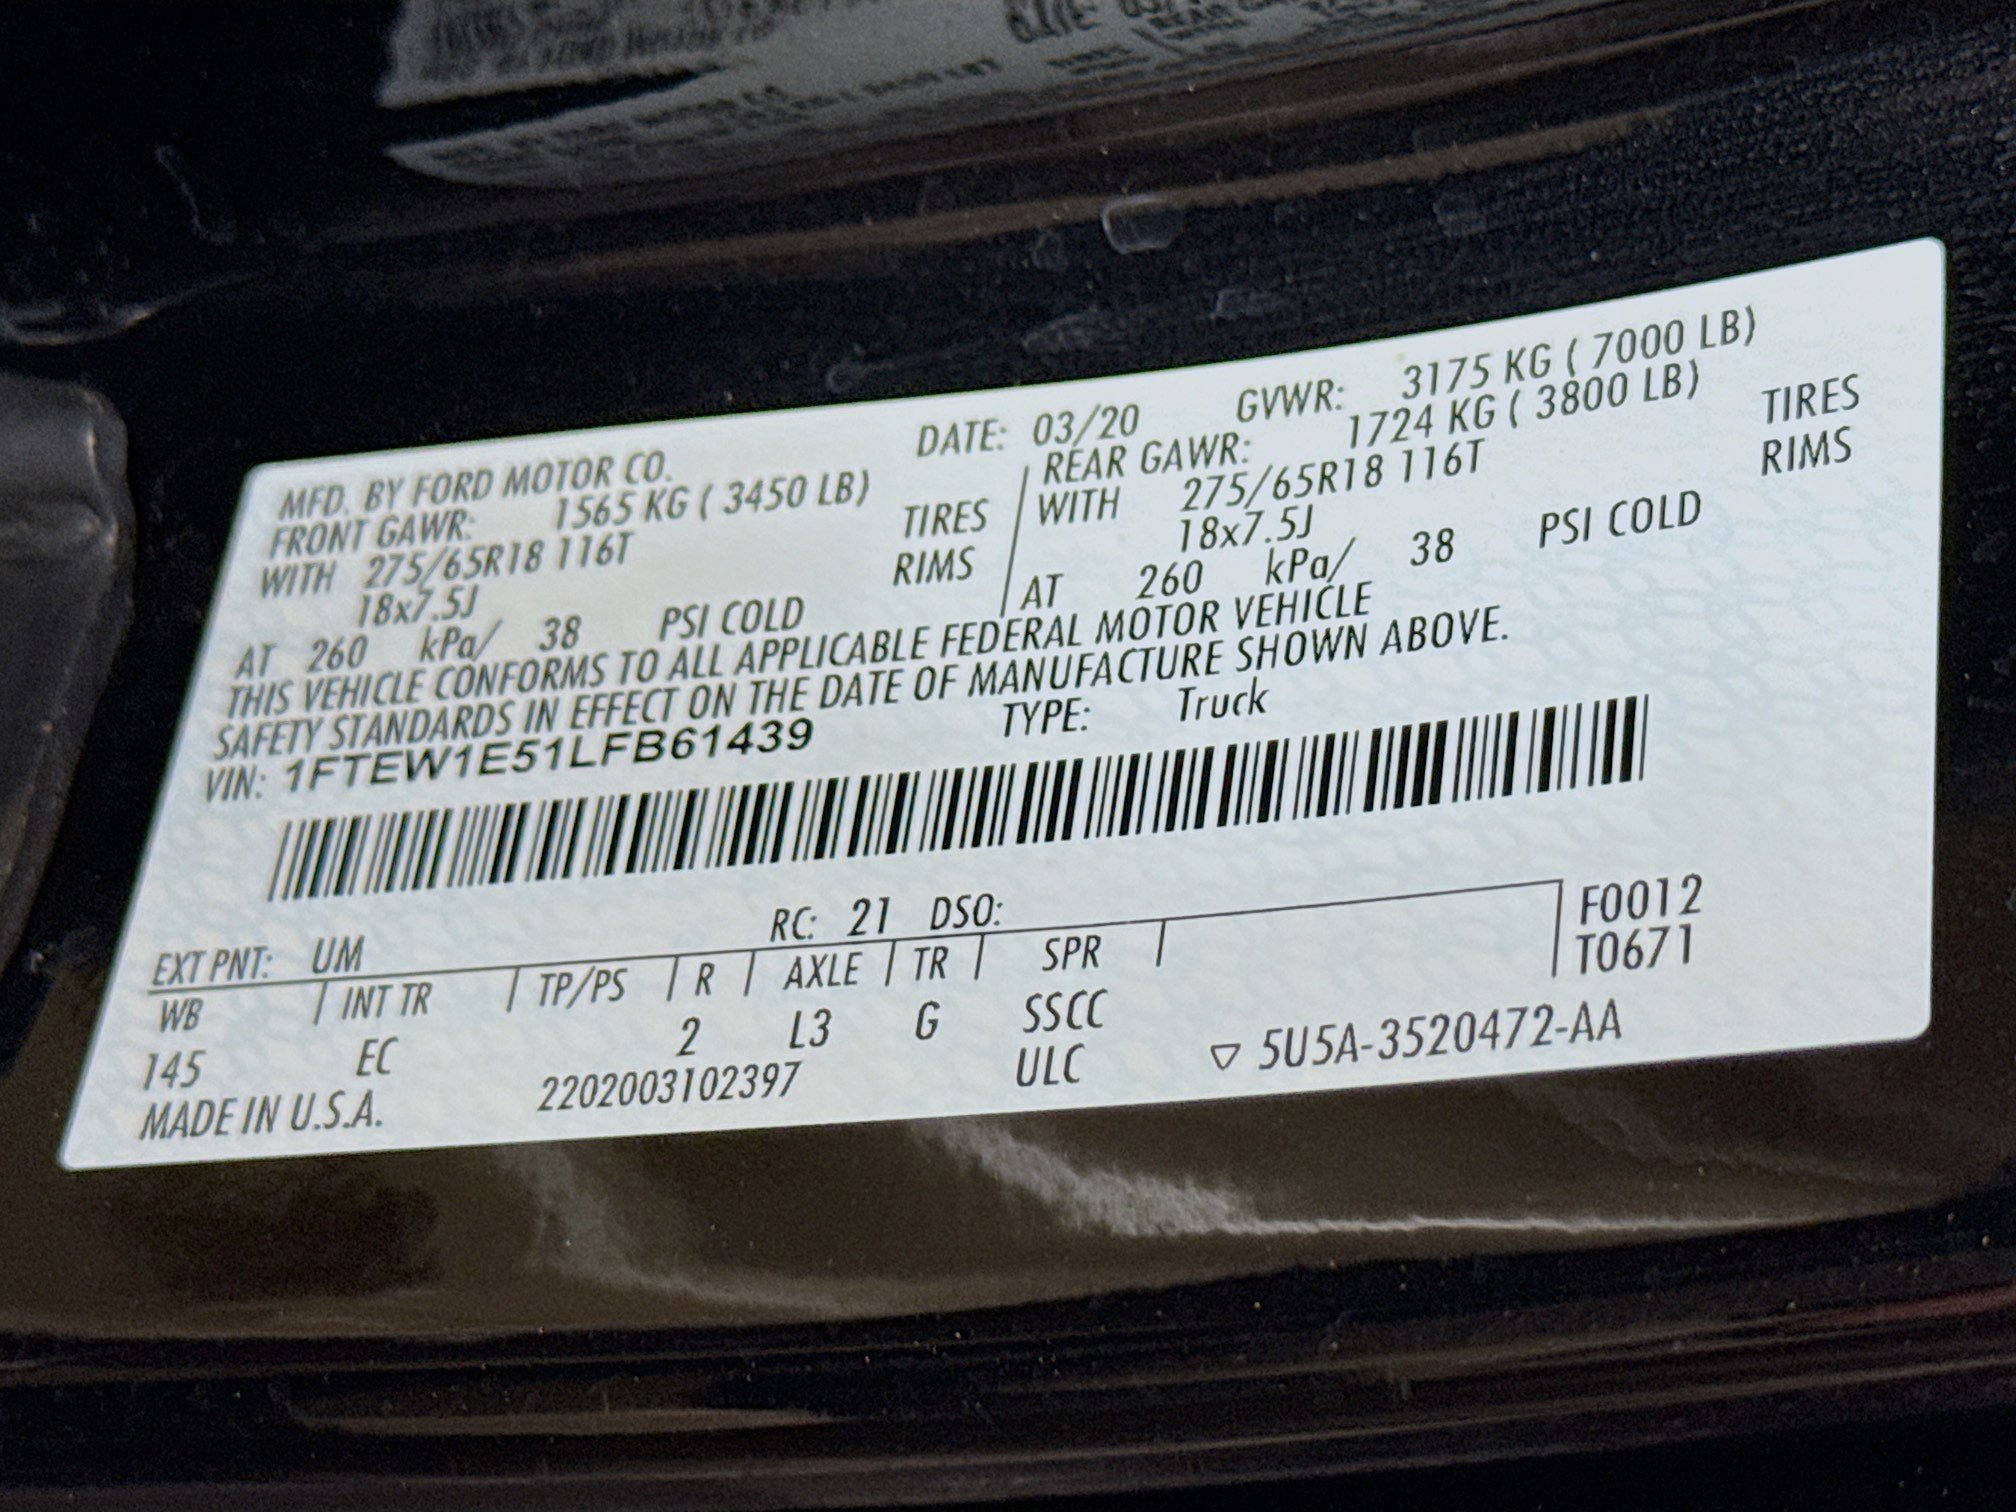 DATE: 03/20 GVWR: 3175 KG ( 7000 LB)
MFD. BY FORD MOTOR CO.
FRONT GAWR: 1565 KG ( 3450 LB)
WITH 275/65R18 116T TIRES
18x7.5J RIMS
AT 260 kPa/ 38 PSI COLD
REAR GAWR: 1724 KG ( 3800 LB)
WITH 275/65R18 116T TIRES
18x7.5J RIMS
AT 260 kPa/ 38 PSI COLD
THIS VEHICLE CONFORMS TO ALL APPLICABLE FEDERAL MOTOR VEHICLE
SAFETY STANDARDS IN EFFECT ON THE DATE OF MANUFACTURE SHOWN ABOVE.
VIN: 1FTEW1E51LFB61439 TYPE: Truck
F0012
T0671
EXT PNT: UM RC: 21 DSO:
WB | INT TR | TP/PS | R | AXLE | TR | SPR |
145 EC 2 L3 G SSCC
MADE IN U.S.A. 2202003102397 ULC ▽ 5U5A-3520472-AA